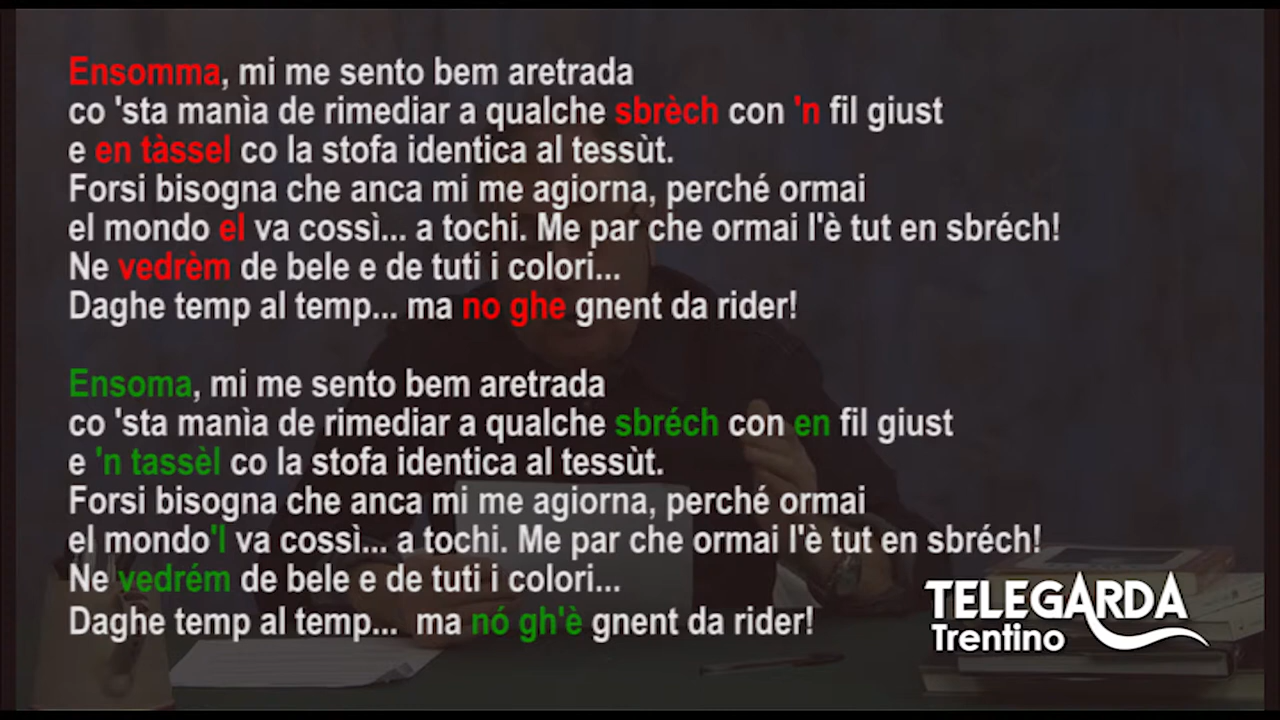 Ensomma, mi me sento bem aretrada
co 'sta manìa de rimediar a qualche sbrèch con 'n fil giust
e en tàssel co la stofa identica al tessùt.
Forsi bisogna che anca mi me agiorna, perché ormai
el mondo el va cossì... a tochi. Me par che ormai l'è tut en sbréch!
Ne vedrèm de bele e de tuti i colori...
Daghe temp al temp... ma no ghe gnent da rider!
Ensoma, mi me sento bem aretrada
co 'sta manìa de rimediar a qualche sbréch con en fil giust
e 'n tassèl co la stofa identica al tessùt.
Forsi bisogna che anca mi me agiorna, perché ormai
el mondo'l va cossì... a tochi. Me par che ormai l'è tut en sbréch!
Ne vedrém de bele e de tuti i colori...
Daghe temp al temp... ma nó gh'è gnent da rider!
TELEGARDA
Trentino